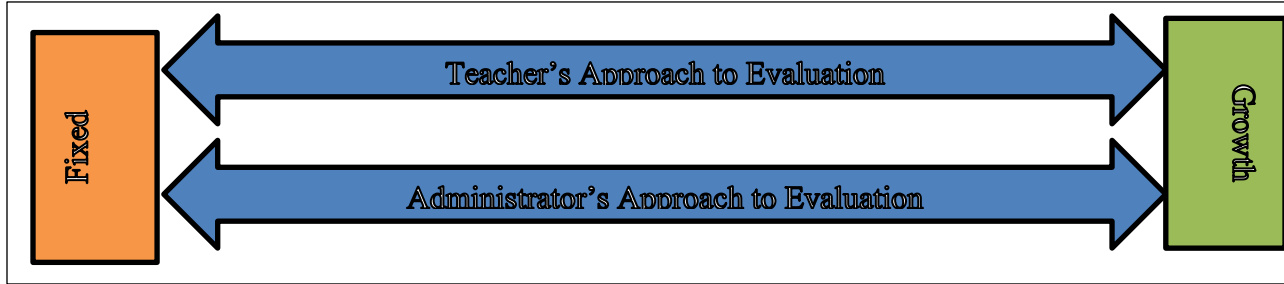 Fixed
Teacher's Approach to Evaluation
Administrator's Approach to Evaluation
Growth